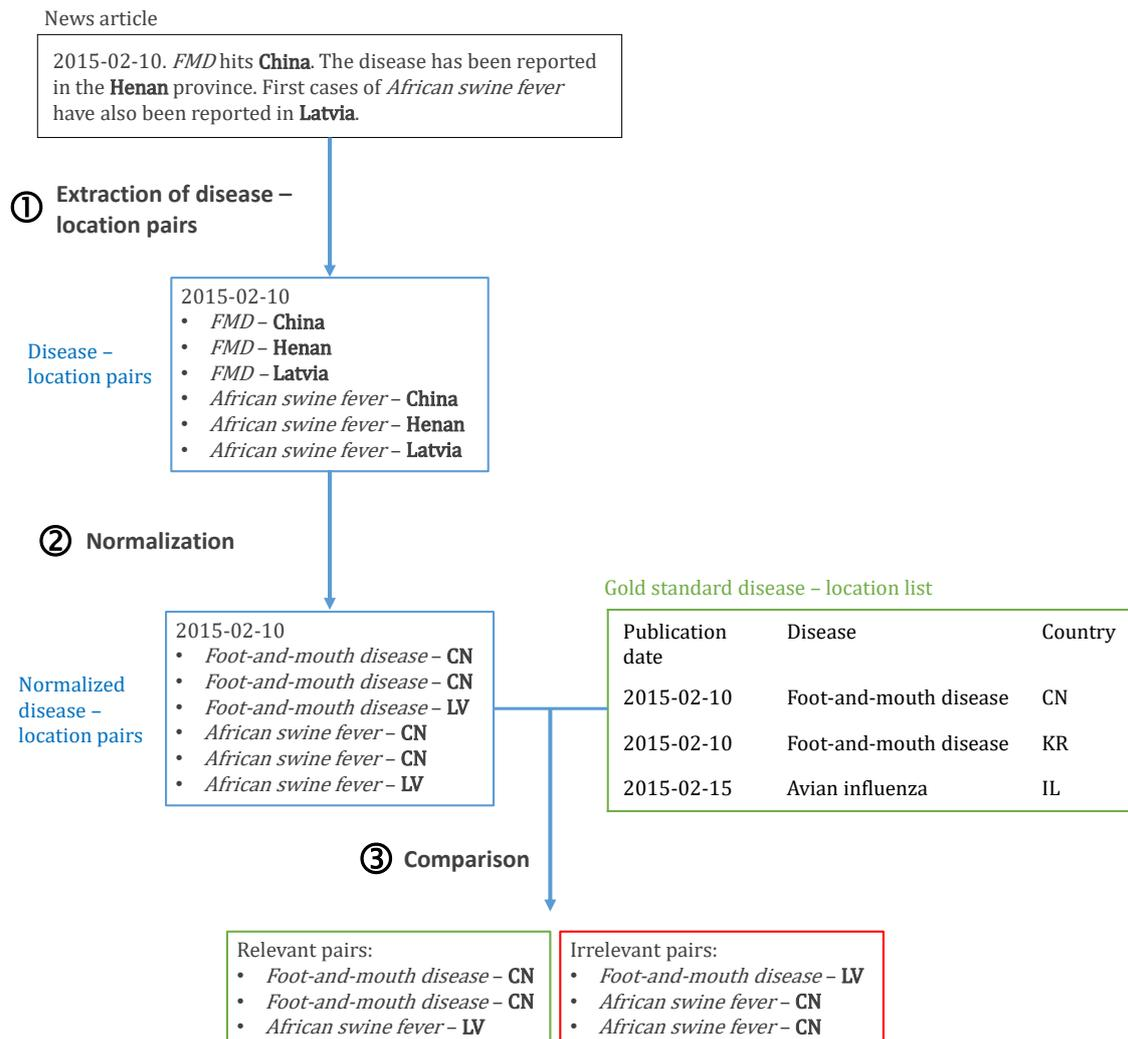 News article
2015-02-10. FMD hits China. The disease has been reported
in the Henan province. First cases of African swine fever
have also been reported in Latvia.
① Extraction of disease –
location pairs
Disease –
location pairs
2015-02-10
• FMD – China
• FMD – Henan
• FMD – Latvia
• African swine fever – China
• African swine fever – Henan
• African swine fever – Latvia
② Normalization
Normalized
disease –
location pairs
2015-02-10
• Foot-and-mouth disease – CN
• Foot-and-mouth disease – CN
• Foot-and-mouth disease – LV
• African swine fever – CN
• African swine fever – CN
• African swine fever – LV
Gold standard disease – location list
Publication date Disease Country
2015-02-10 Foot-and-mouth disease CN
2015-02-10 Foot-and-mouth disease KR
2015-02-15 Avian influenza IL
③ Comparison
Relevant pairs:
• Foot-and-mouth disease – CN
• Foot-and-mouth disease – CN
• African swine fever – LV
Irrelevant pairs:
• Foot-and-mouth disease – LV
• African swine fever – CN
• African swine fever – CN